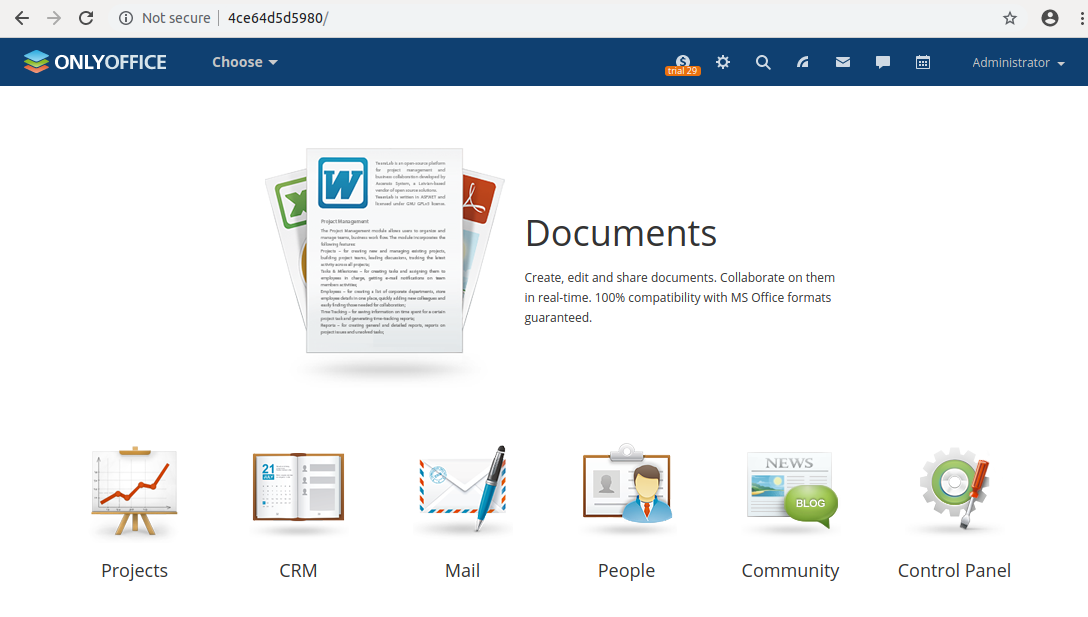 Not secure
4ce64d5d5980/
ONLYOFFICE
Choose
trial 29
Administrator
TeamLab is an open-source platform
for project management and
business collaboration developed by
Ascensio System, a Latvian-based
vendor of open source solutions.
TeamLab is written in ASP.NET and
licensed under GNU GPLv3 license.
Project Management
The Project Management module allows users to organize and
manage teams, business work flows. The module incorporates the
following features:
Projects – for creating new and managing existing projects,
building project teams, leading discussions, tracking the latest
activity across all projects;
Tasks & Milestones – for creating tasks and assigning them to
employees in charge, getting e-mail notifications on team
members activities;
Employees – for creating a list of corporate departments, store
employee details in one place, quickly adding new colleagues and
easily finding those needed for collaboration;
Time-Tracking – for saving information on time spent for a certain
project task and generating time-tracking reports;
Reports – for creating general and detailed reports, reports on
project issues and unsolved tasks;
Documents
Create, edit and share documents. Collaborate on them
in real-time. 100% compatibility with MS Office formats
guaranteed.
21
JULY
NEWS
BLOG
Projects
CRM
Mail
People
Community
Control Panel